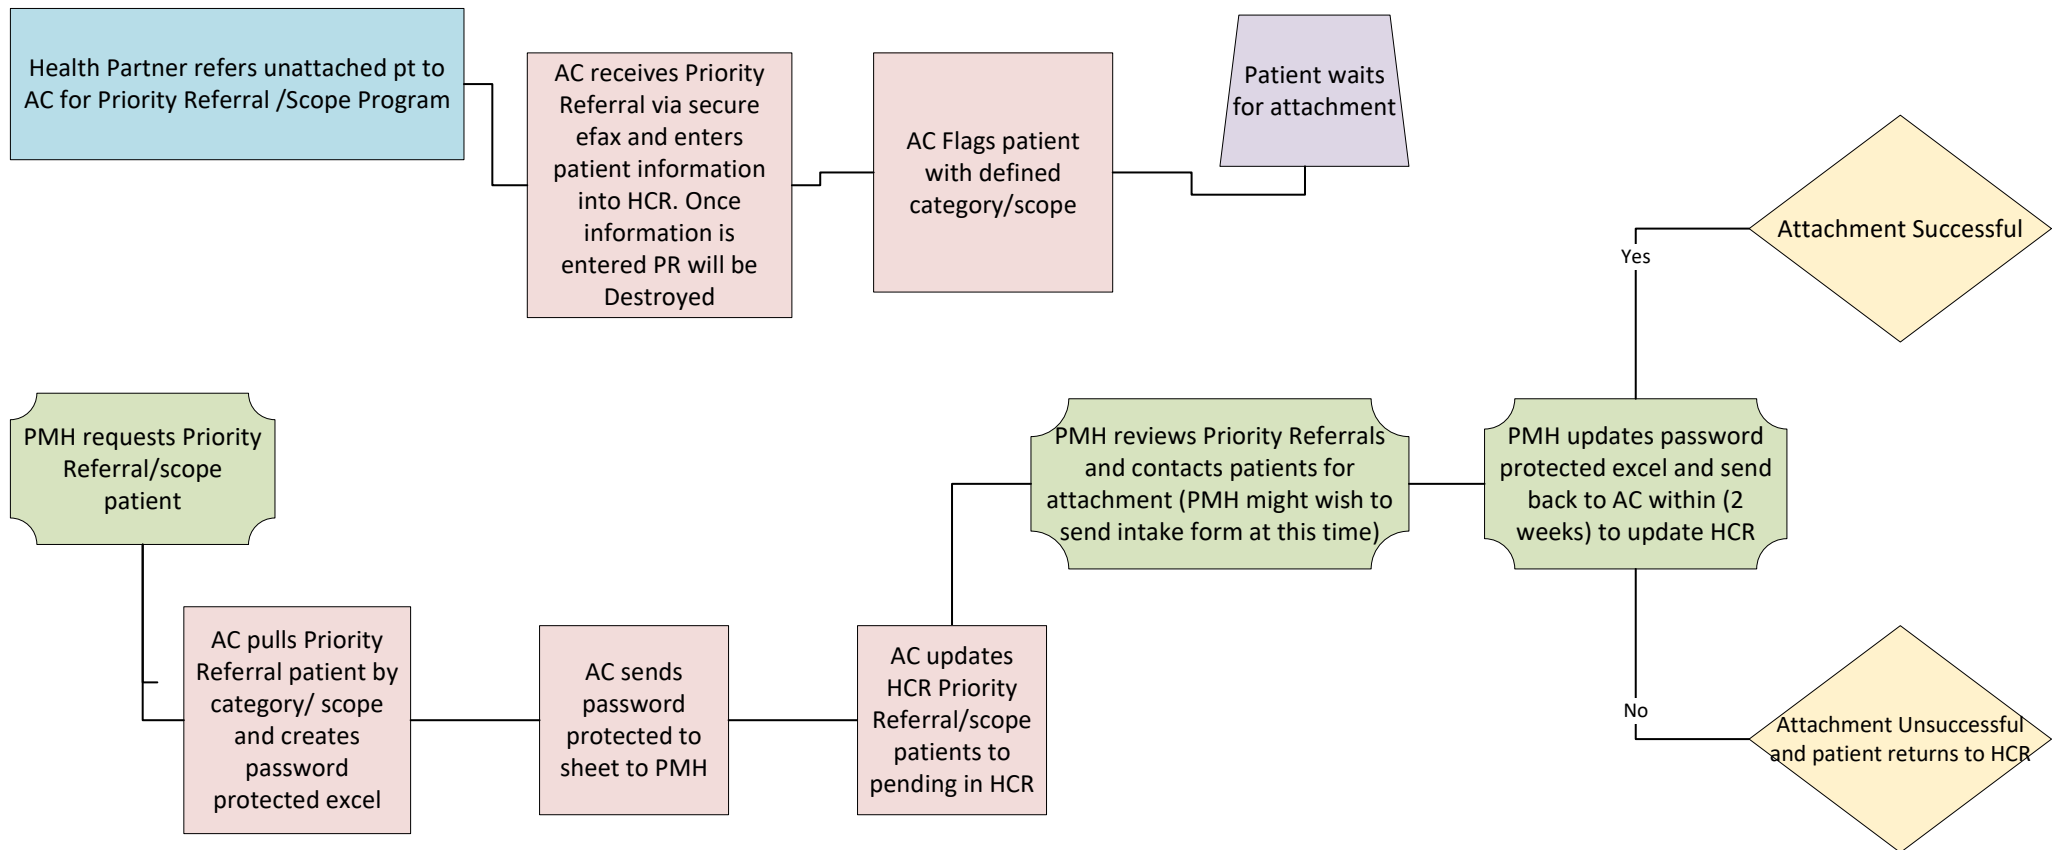 Health Partner refers unattached pt to
AC for Priority Referral /Scope Program
AC receives Priority
Referral via secure
efax and enters
patient information
into HCR. Once
information is
entered PR will be
Destroyed
AC Flags patient
with defined
category/scope
Patient waits
for attachment
Attachment Successful
Yes
PMH requests Priority
Referral/scope
patient
AC pulls Priority
Referral patient by
category/ scope
and creates
password
protected excel
AC sends
password
protected to
sheet to PMH
AC updates
HCR Priority
Referral/scope
patients to
pending in HCR
PMH reviews Priority Referrals
and contacts patients for
attachment (PMH might wish to
send intake form at this time)
PMH updates password
protected excel and send
back to AC within (2
weeks) to update HCR
No
Attachment Unsuccessful
and patient returns to HCR